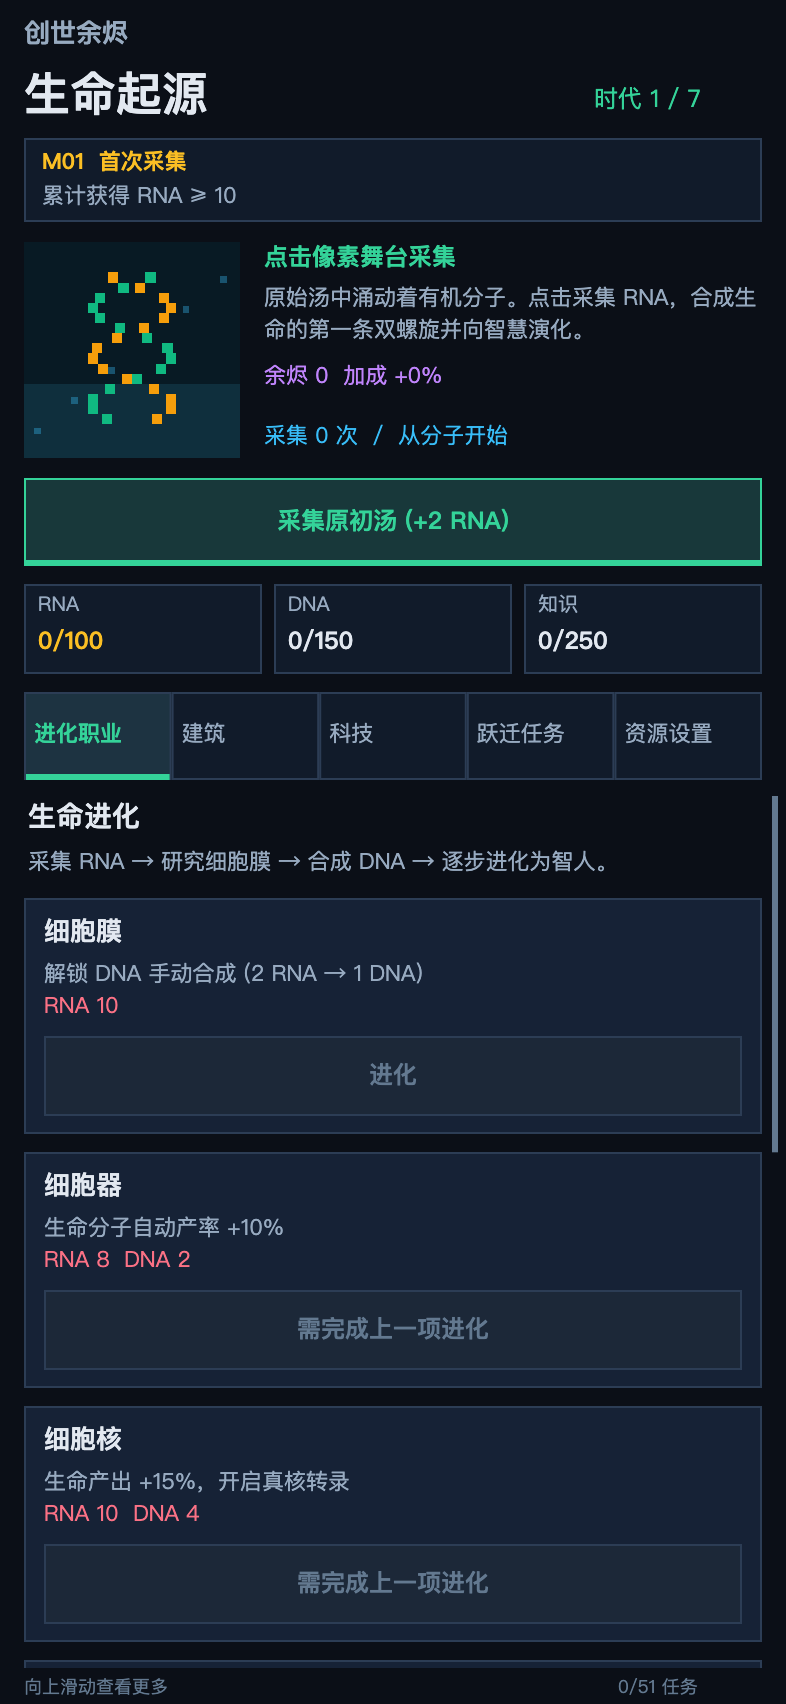 创世余烬
生命起源
时代 1 / 7
M01 首次采集
累计获得 RNA ≥ 10
点击像素舞台采集
原始汤中涌动着有机分子。点击采集 RNA，合成生
命的第一条双螺旋并向智慧演化。
余烬 0 加成 +0%
采集 0 次 / 从分子开始
采集原初汤 (+2 RNA)
RNA
0/100
DNA
0/150
知识
0/250
进化职业
建筑
科技
跃迁任务
资源设置
生命进化
采集 RNA → 研究细胞膜 → 合成 DNA → 逐步进化为智人。
细胞膜
解锁 DNA 手动合成 (2 RNA → 1 DNA)
RNA 10
进化
细胞器
生命分子自动产率 +10%
RNA 8 DNA 2
需完成上一项进化
细胞核
生命产出 +15%，开启真核转录
RNA 10 DNA 4
需完成上一项进化
向上滑动查看更多
0/51 任务